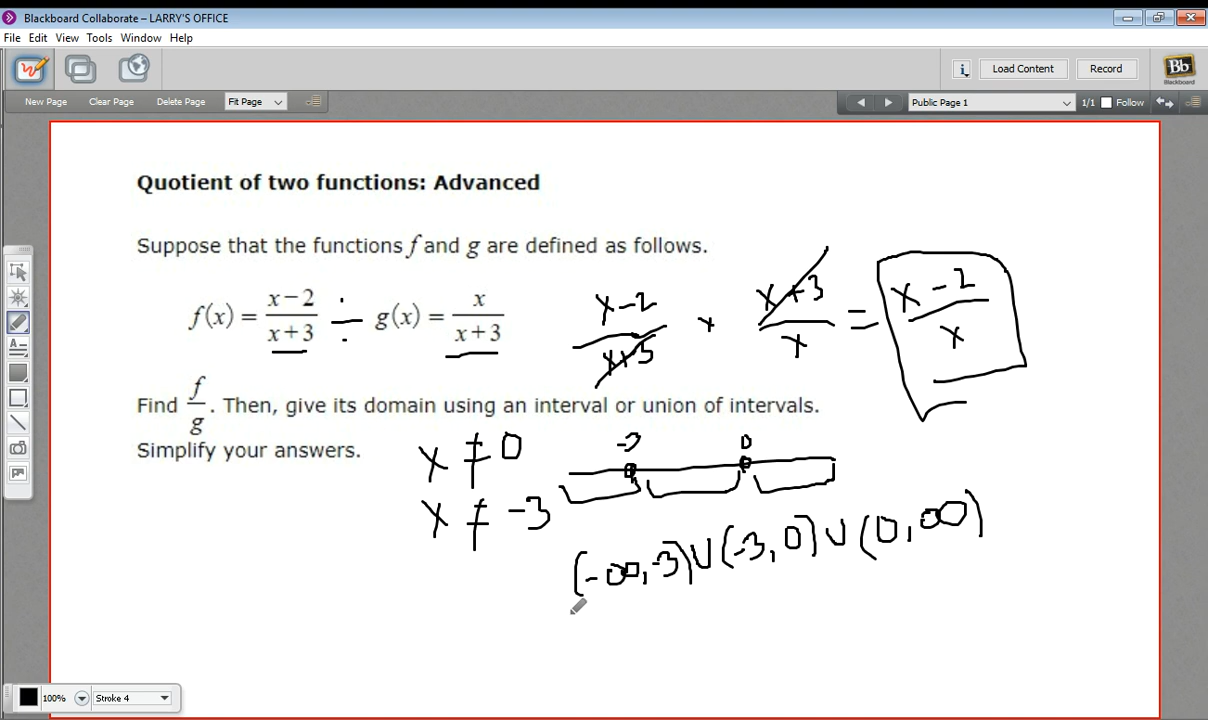 Blackboard Collaborate – LARRY'S OFFICE
File Edit View Tools Window Help
i Load Content Record Bb Blackboard
New Page Clear Page Delete Page Fit Page Public Page 1 1/1 Follow
Quotient of two functions: Advanced
Suppose that the functions f and g are defined as follows.
f(x) = (x-2)/(x+3) ÷ g(x) = x/(x+3)
(x-2)/(x+3) × (x+3)/x = (x-2)/x
Find f/g. Then, give its domain using an interval or union of intervals.
Simplify your answers.
x ≠ 0
-3 0
x ≠ -3
(-∞,-3)∪(-3,0)∪(0,∞)
100% Stroke 4